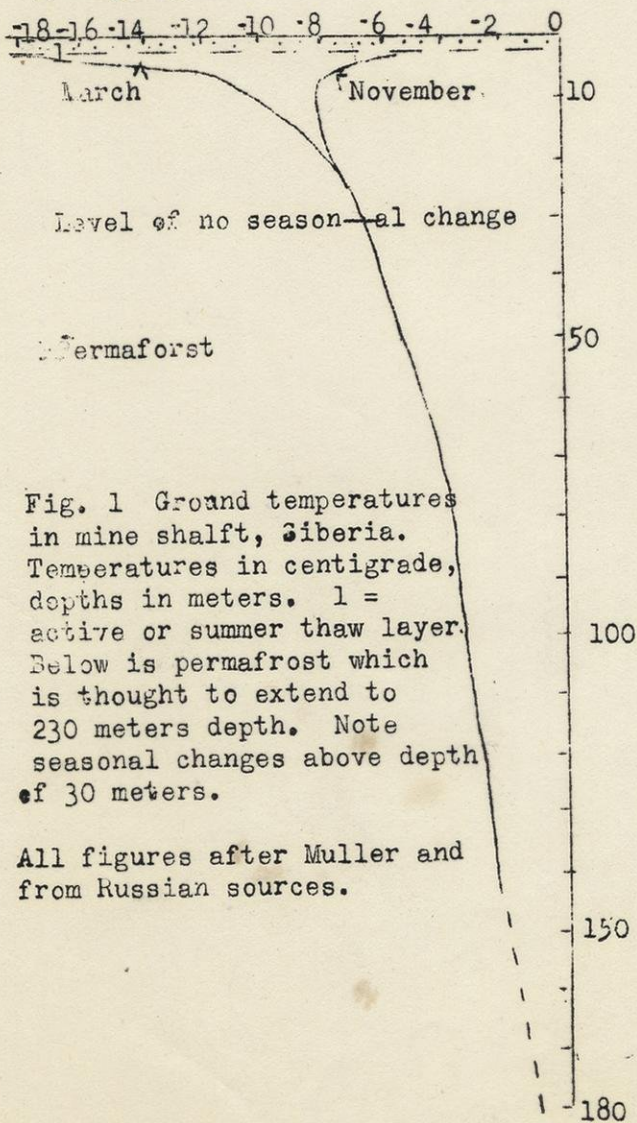 -18 -16 -14 -12 -10 -8 -6 -4 -2 0
1
March
November
10
Level of no season-al change
50
Permaforst
Fig. 1 Ground temperatures
in mine shalft, Siberia.
Temperatures in centigrade,
depths in meters. 1 =
active or summer thaw layer.
Below is permafrost which
is thought to extend to
230 meters depth. Note
seasonal changes above depth
of 30 meters.
100
All figures after Muller and
from Russian sources.
150
180